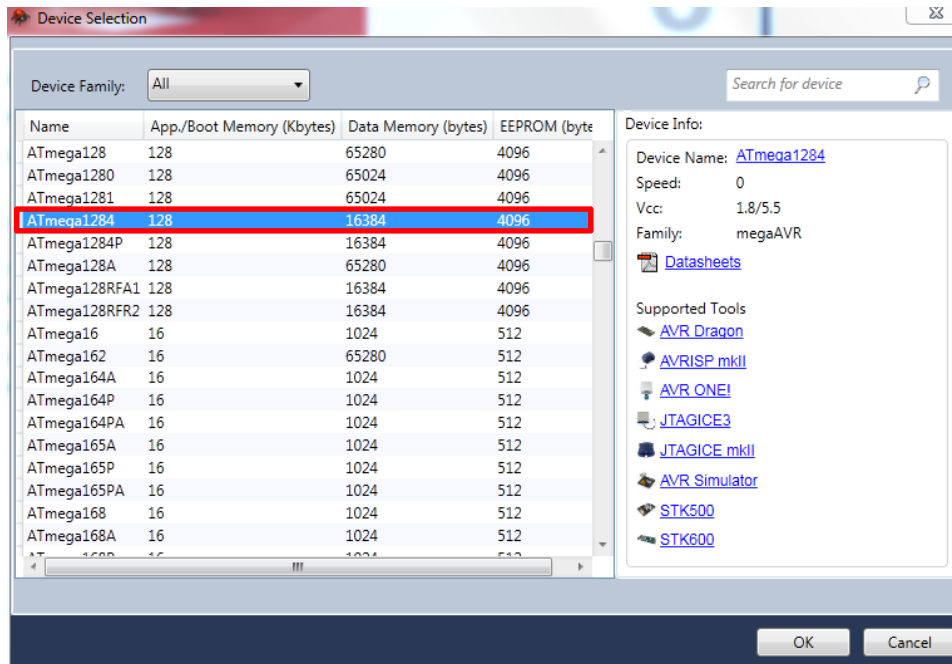 Device Selection
Device Family: All
Search for device
Name App./Boot Memory (Kbytes) Data Memory (bytes) EEPROM (byte
ATmega128 128 65280 4096
ATmega1280 128 65024 4096
ATmega1281 128 65024 4096
ATmega1284 128 16384 4096
ATmega1284P 128 16384 4096
ATmega128A 128 65280 4096
ATmega128RFA1 128 16384 4096
ATmega128RFR2 128 16384 4096
ATmega16 16 1024 512
ATmega162 16 65280 512
ATmega164A 16 1024 512
ATmega164P 16 1024 512
ATmega164PA 16 1024 512
ATmega165A 16 1024 512
ATmega165P 16 1024 512
ATmega165PA 16 1024 512
ATmega168 16 1024 512
ATmega168A 16 1024 512
Device Info:
Device Name: ATmega1284
Speed: 0
Vcc: 1.8/5.5
Family: megaAVR
Datasheets
Supported Tools
AVR Dragon
AVRISP mkII
AVR ONE!
JTAGICE3
JTAGICE mkII
AVR Simulator
STK500
STK600
OK Cancel